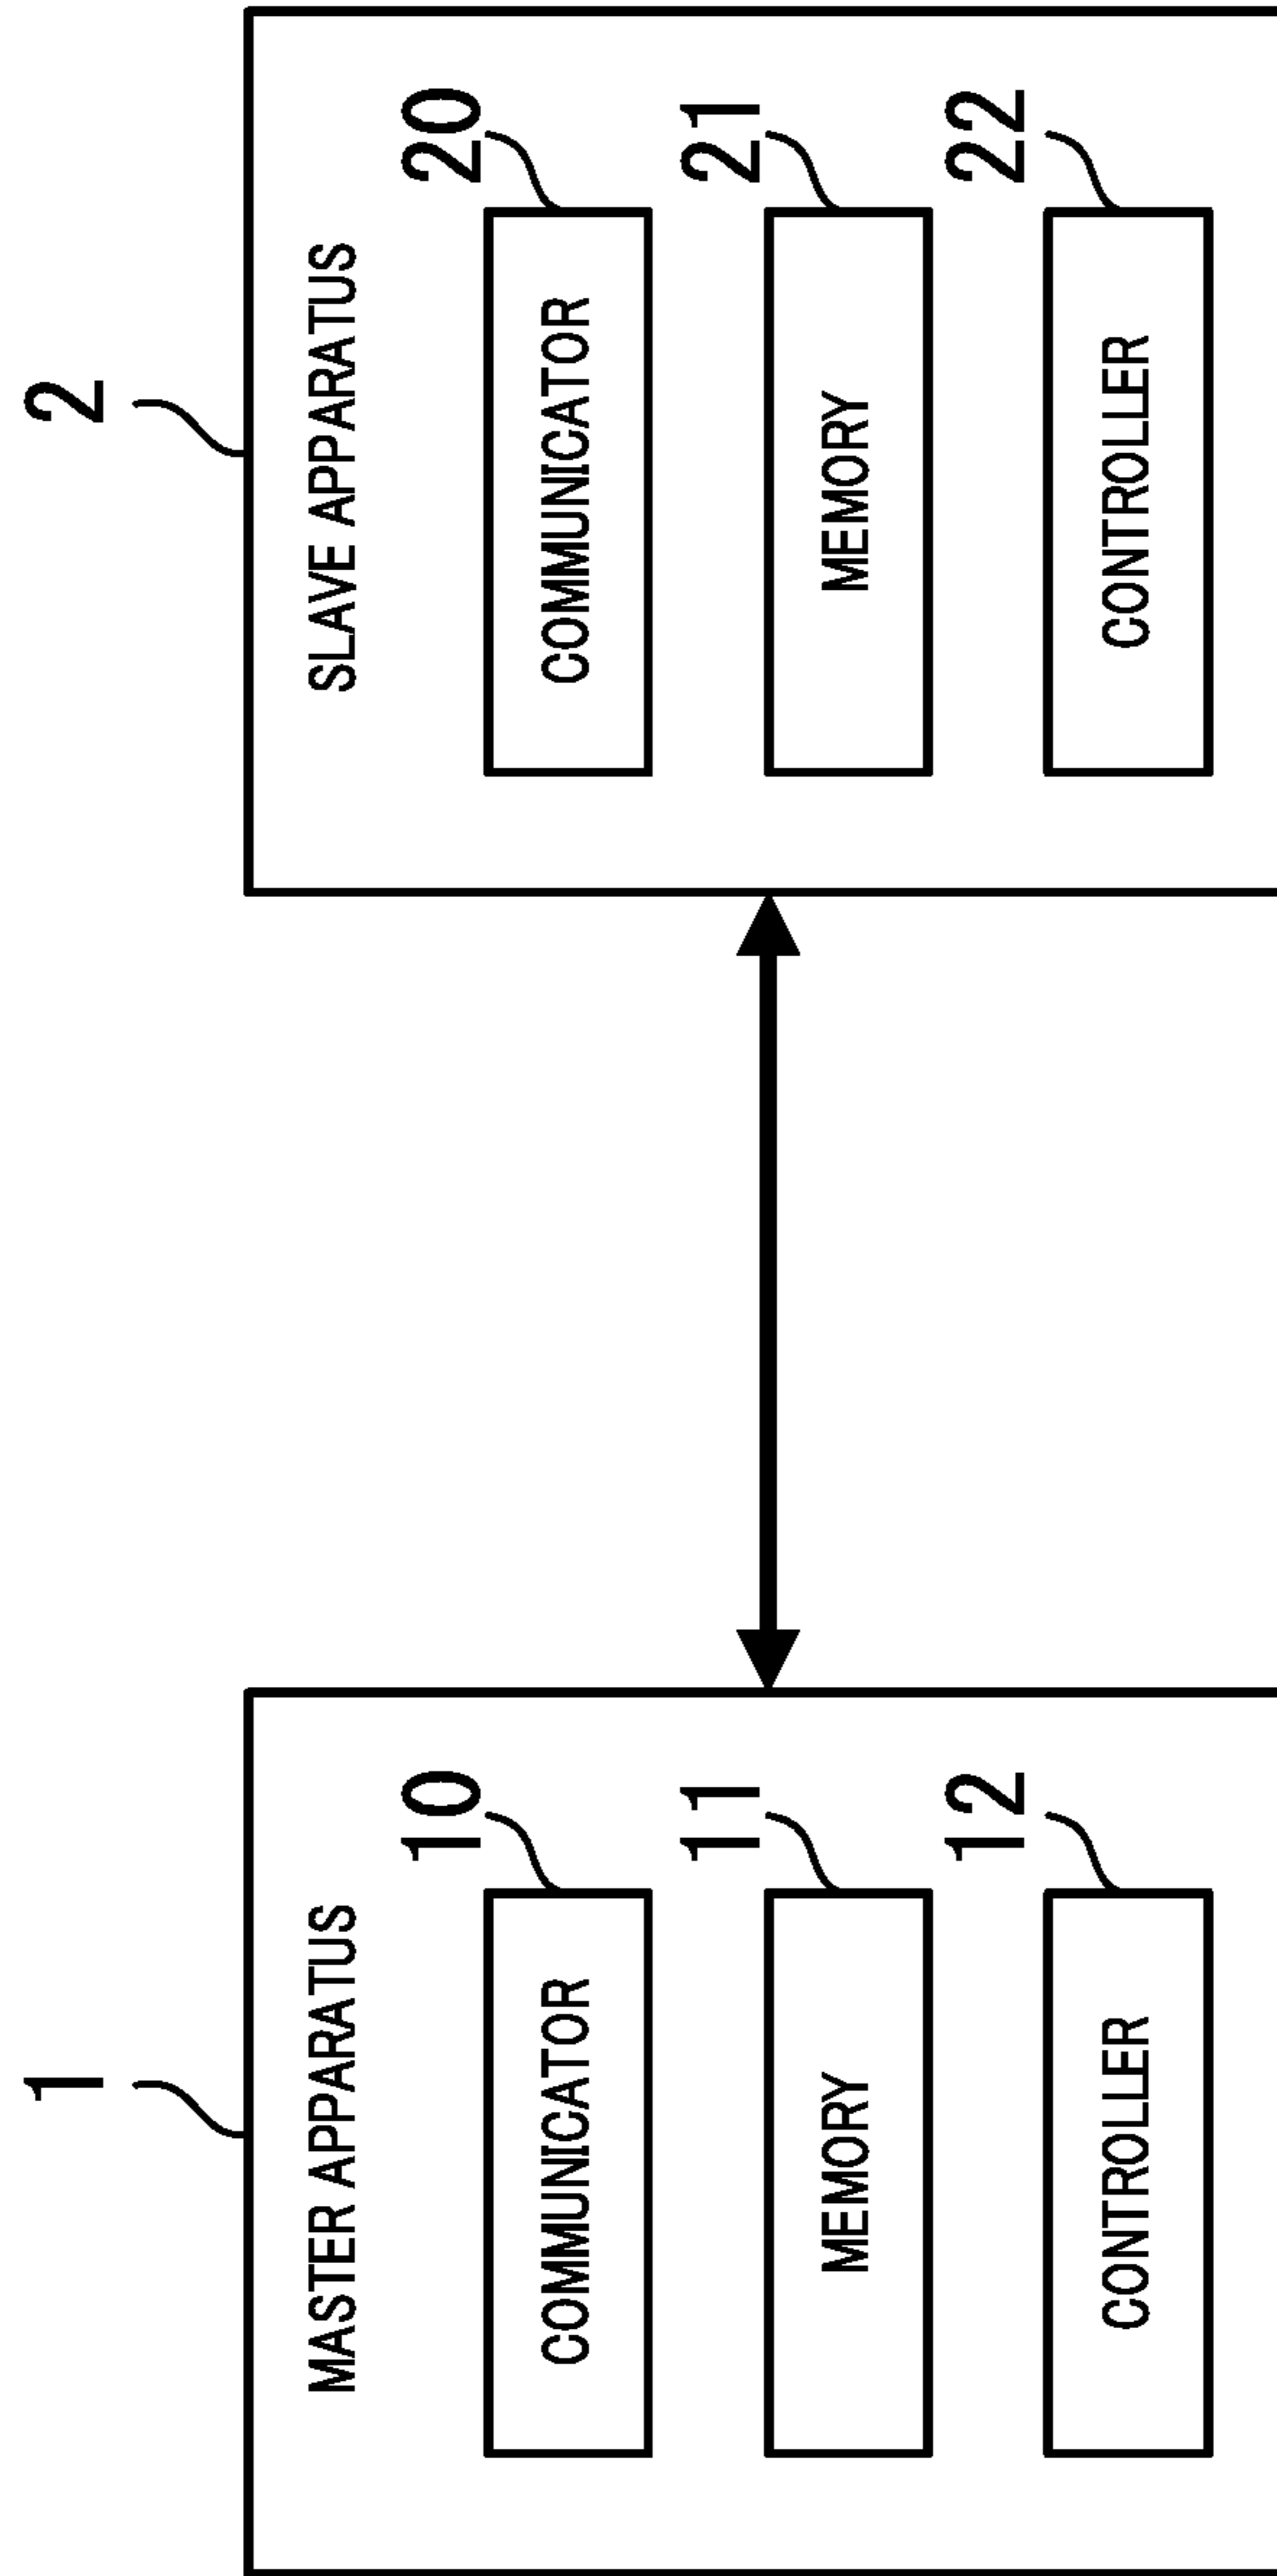 1
MASTER APPARATUS
10
COMMUNICATOR
11
MEMORY
12
CONTROLLER
2
SLAVE APPARATUS
20
COMMUNICATOR
21
MEMORY
22
CONTROLLER